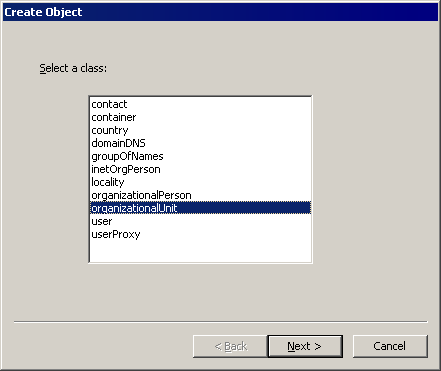 Create Object
Select a class:
contact
container
country
domainDNS
groupOfNames
inetOrgPerson
locality
organizationalPerson
organizationalUnit
user
userProxy
< Back
Next >
Cancel